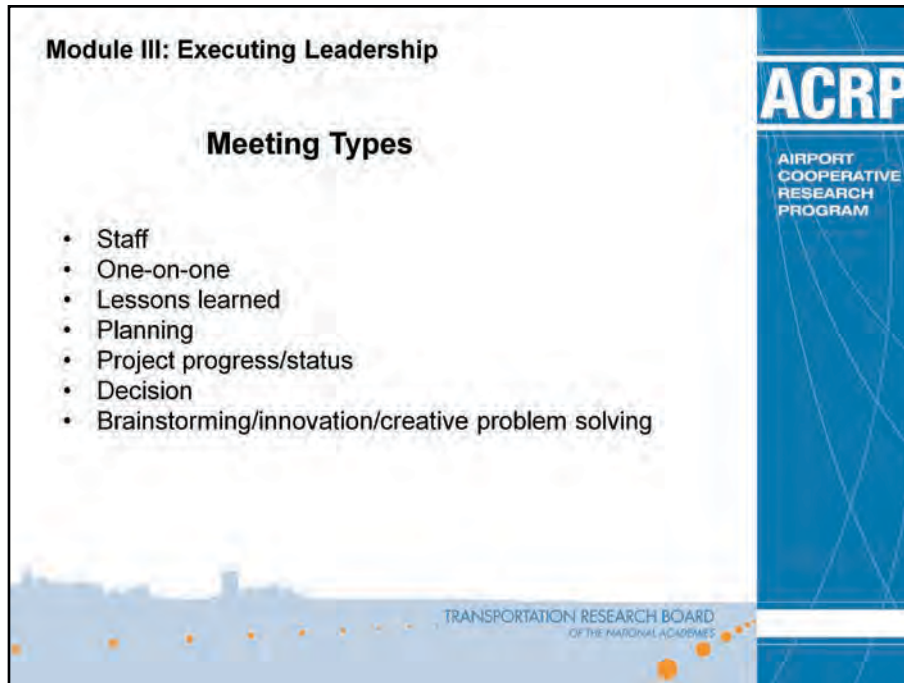 Module III: Executing Leadership
Meeting Types
• Staff
• One-on-one
• Lessons learned
• Planning
• Project progress/status
• Decision
• Brainstorming/innovation/creative problem solving
ACRP
AIRPORT
COOPERATIVE
RESEARCH
PROGRAM
TRANSPORTATION RESEARCH BOARD
OF THE NATIONAL ACADEMIES